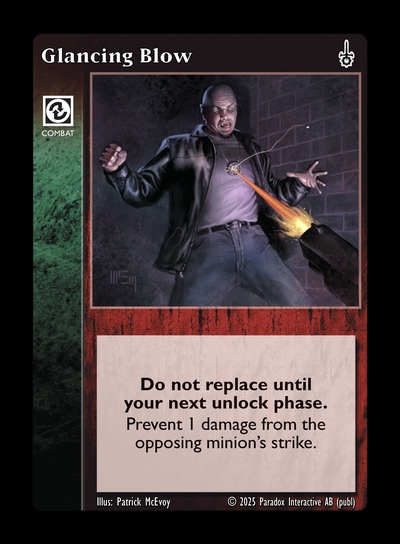 Glancing Blow
COMBAT
Do not replace until
your next unlock phase.
Prevent 1 damage from the
opposing minion's strike.
Illus: Patrick McEvoy © 2025 Paradox Interactive AB (publ)